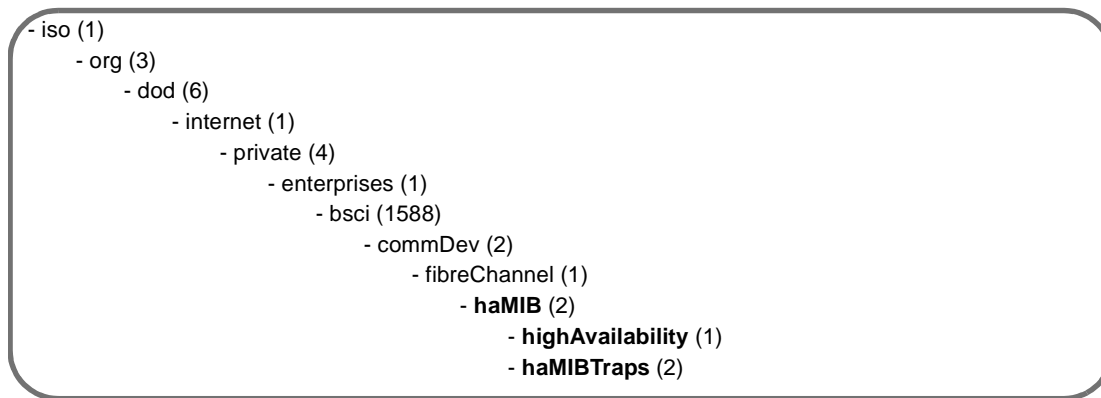 - iso (1)
- org (3)
- dod (6)
- internet (1)
- private (4)
- enterprises (1)
- bsci (1588)
- commDev (2)
- fibreChannel (1)
- haMIB (2)
- highAvailability (1)
- haMIBTraps (2)